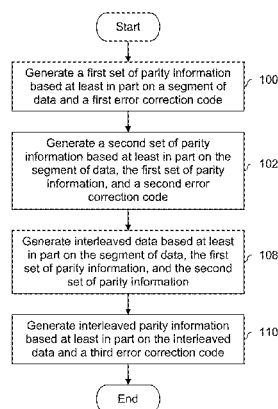 Start
Generate a first set of parity information
based at least in part on a segment of
data and a first error correction code
100
Generate a second set of parity
information based at least in part on the
segment of data, the first set of parity
information, and a second error
correction code
102
Generate interleaved data based at least
in part on the segment of data, the first
set of parity information, and the second
set of parity information
108
Generate interleaved parity information
based at least in part on the interleaved
data and a third error correction code
110
End